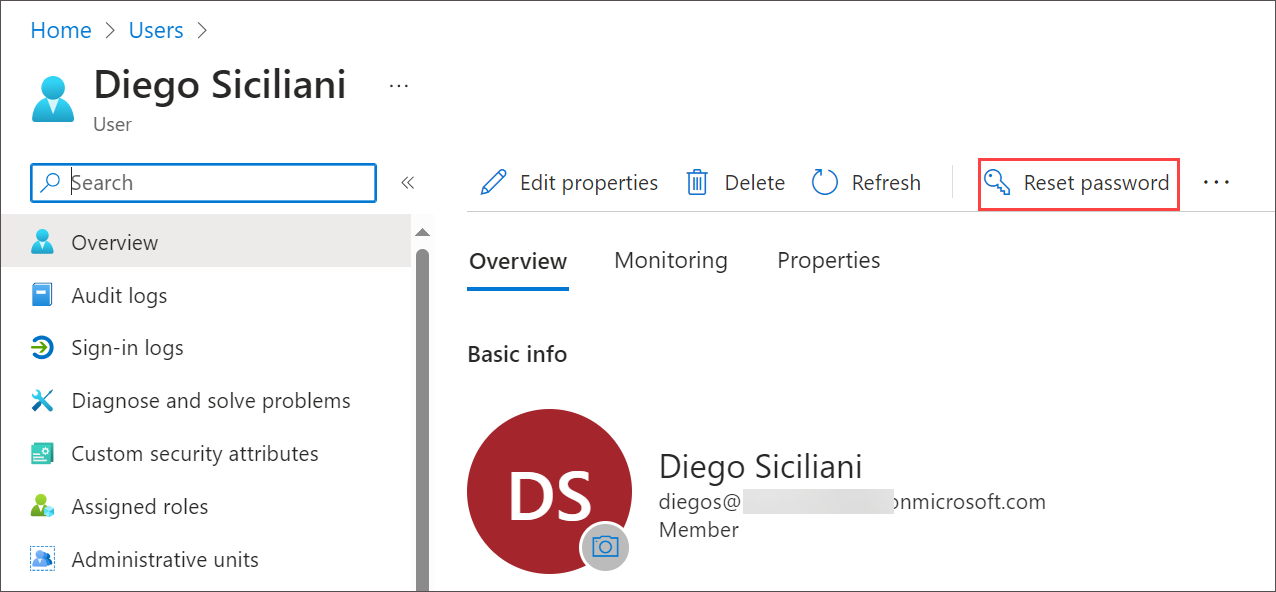 Home > Users >
Diego Siciliani ...
User
Search «
Edit properties Delete Refresh Reset password ...
Overview
Audit logs
Sign-in logs
Diagnose and solve problems
Custom security attributes
Assigned roles
Administrative units
Overview Monitoring Properties
Basic info
DS
Diego Siciliani
diegos@ onmicrosoft.com
Member